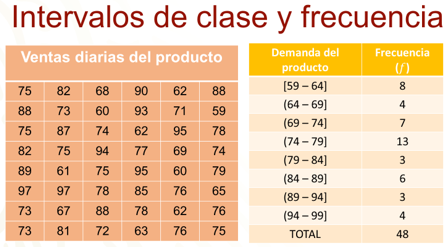 Intervalos de clase y frecuencia
Ventas diarias del producto
75 82 68 90 62 88
88 73 60 93 71 59
75 87 74 62 95 78
82 75 94 77 69 74
89 61 75 95 60 79
97 97 78 85 76 65
73 67 88 78 62 76
73 81 72 63 76 75
Demanda del producto Frecuencia (f)
[59 – 64] 8
(64 – 69] 4
(69 – 74] 7
(74 – 79] 13
(79 – 84] 3
(84 – 89] 6
(89 – 94] 3
(94 – 99] 4
TOTAL 48